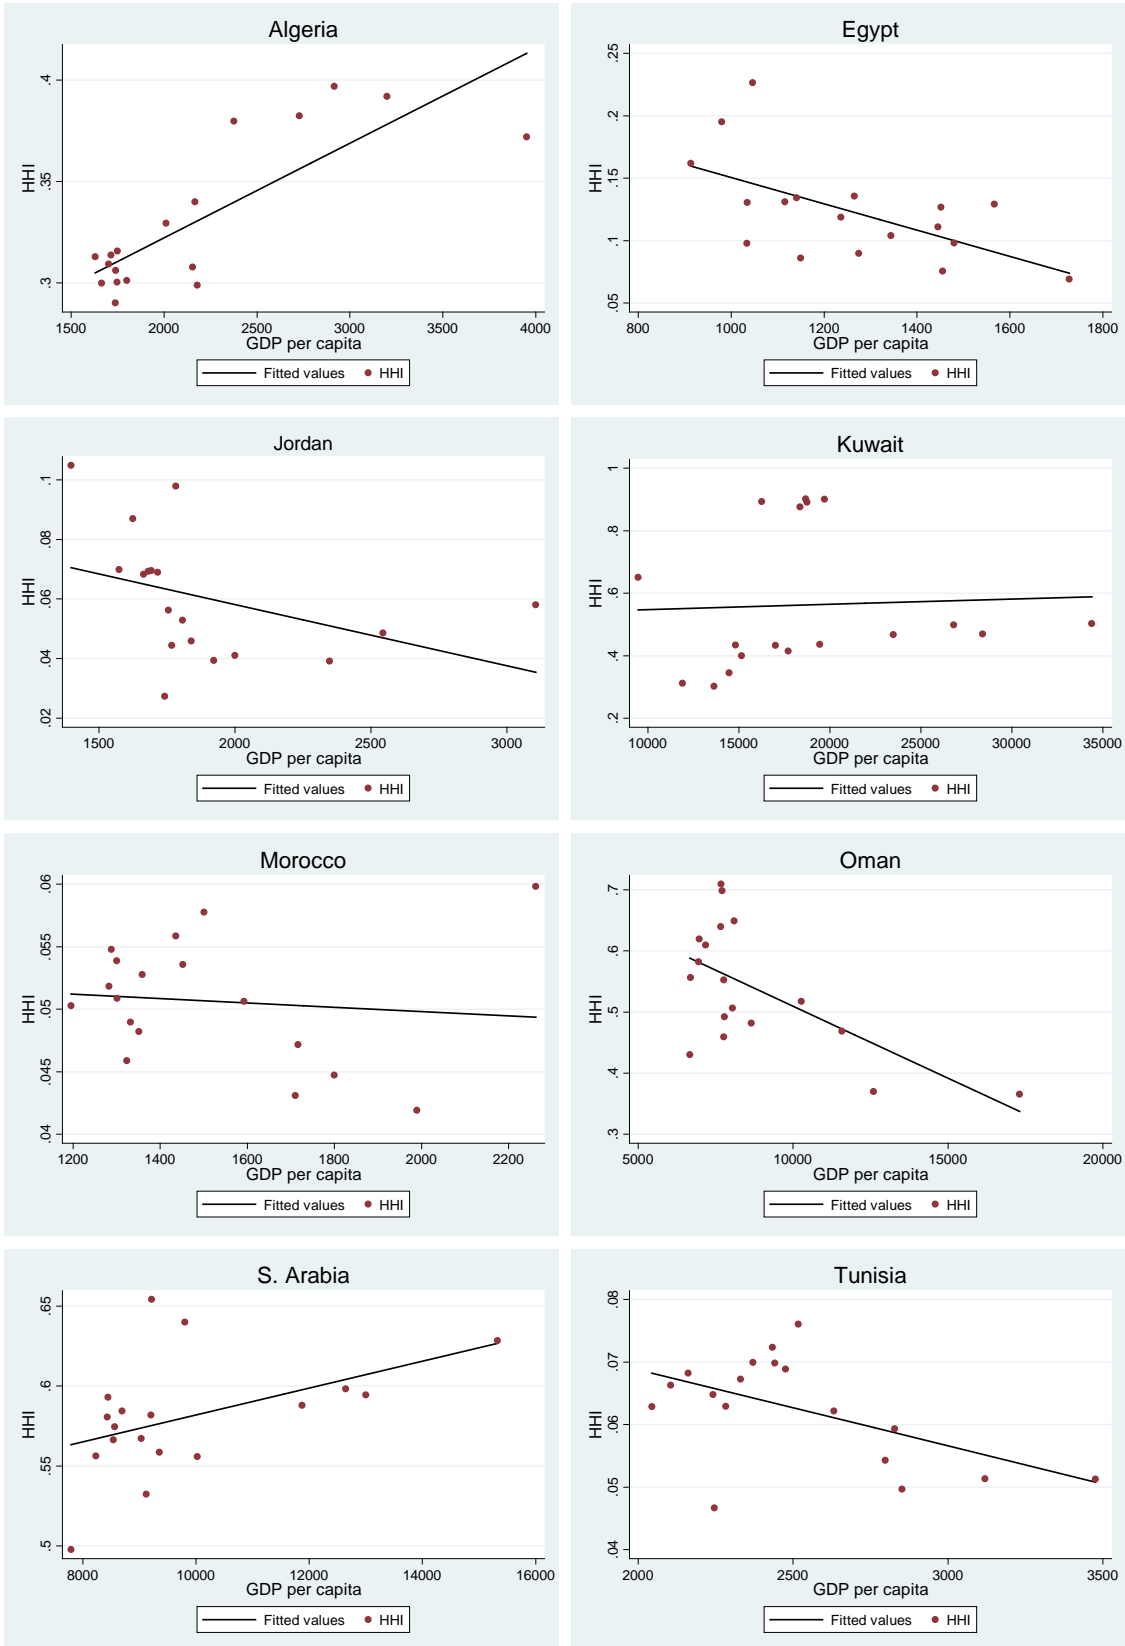 Algeria
HHI
.3 .35 .4
1500 2000 2500 3000 3500 4000
GDP per capita
Fitted values HHI
Egypt
HHI
.05 .1 .15 .2 .25
800 1000 1200 1400 1600 1800
GDP per capita
Fitted values HHI
Jordan
HHI
.02 .04 .06 .08 .1
1500 2000 2500 3000
GDP per capita
Fitted values HHI
Kuwait
HHI
.2 .4 .6 .8 1
10000 15000 20000 25000 30000 35000
GDP per capita
Fitted values HHI
Morocco
HHI
.04 .045 .05 .055 .06
1200 1400 1600 1800 2000 2200
GDP per capita
Fitted values HHI
Oman
HHI
.3 .4 .5 .6 .7
5000 10000 15000 20000
GDP per capita
Fitted values HHI
S. Arabia
HHI
.5 .55 .6 .65
8000 10000 12000 14000 16000
GDP per capita
Fitted values HHI
Tunisia
HHI
.04 .05 .06 .07 .08
2000 2500 3000 3500
GDP per capita
Fitted values HHI